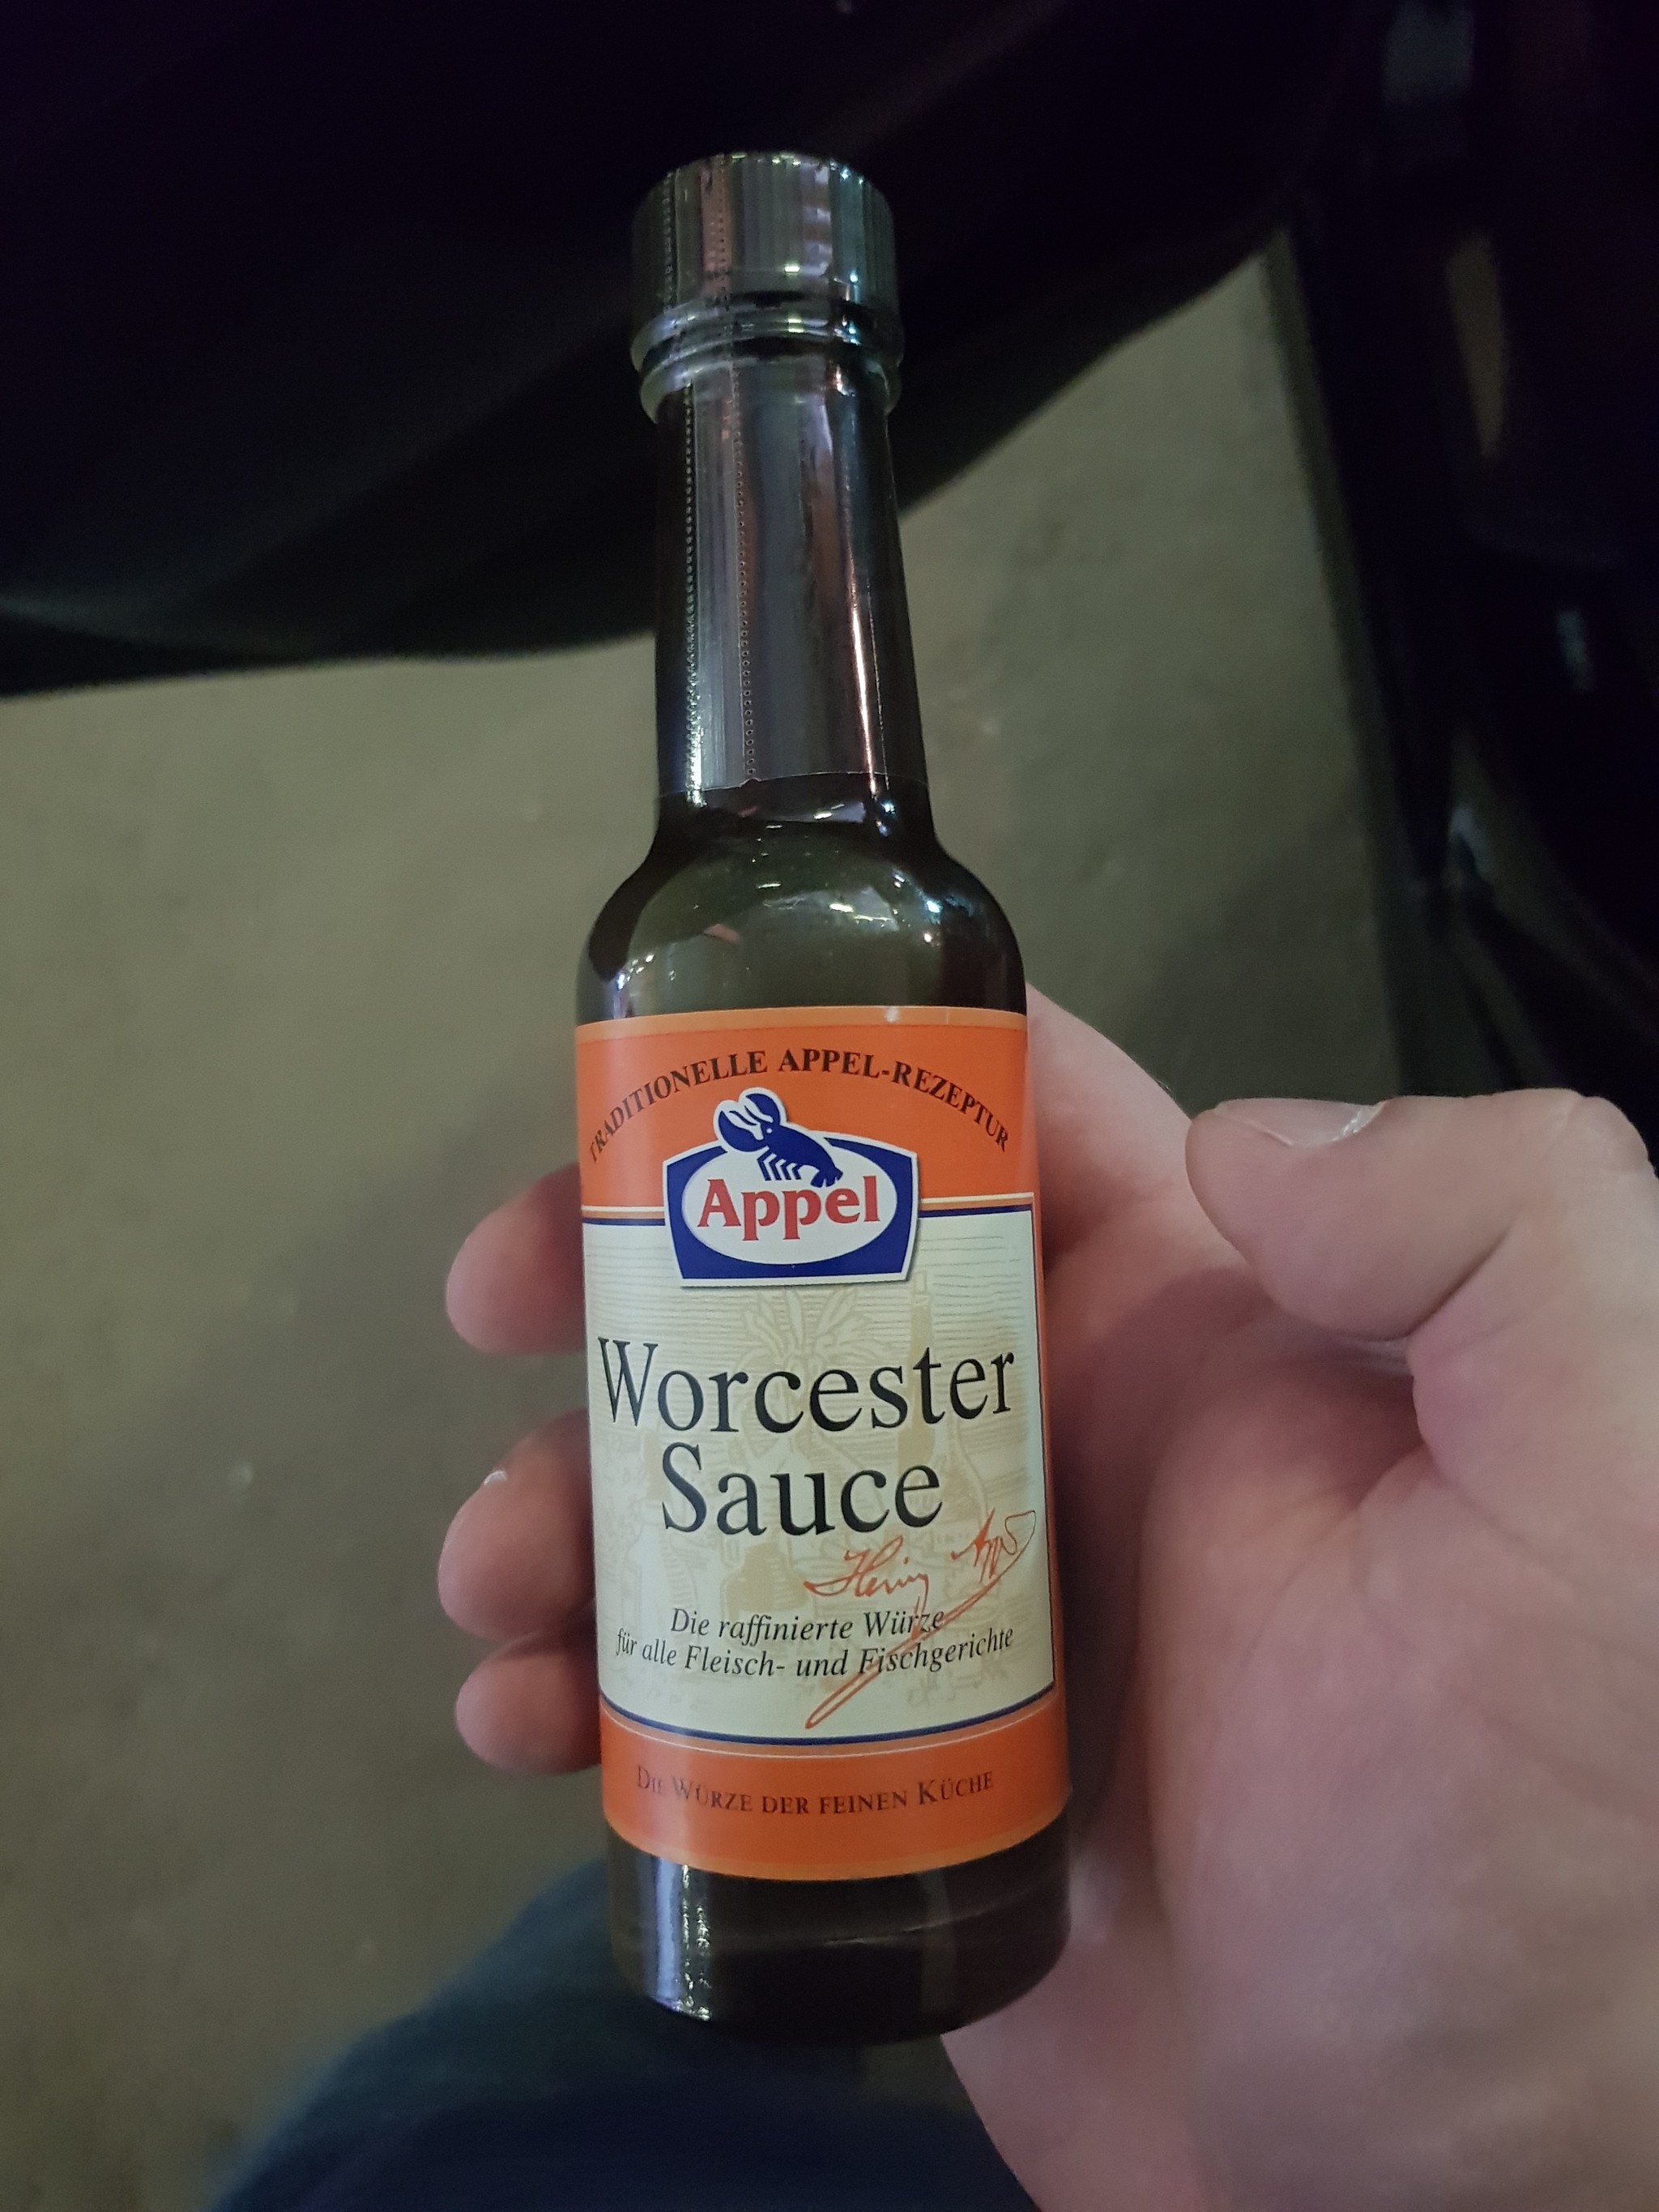 TRADITIONELLE APPEL-REZEPTUR
Appel
Worcester
Sauce
Die raffinierte Würze
für alle Fleisch- und Fischgerichte
DIE WÜRZE DER FEINEN KÜCHE